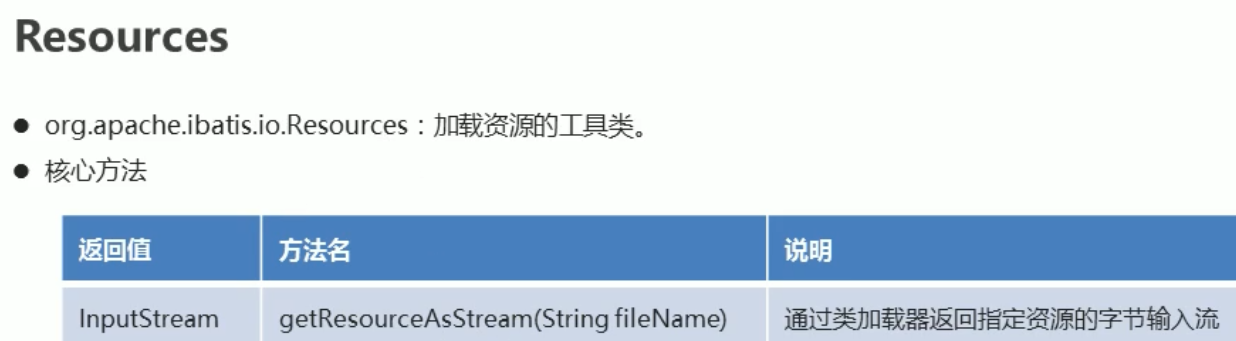 Resources
● org.apache.ibatis.io.Resources：加载资源的工具类。
● 核心方法
返回值 方法名 说明
InputStream getResourceAsStream(String fileName) 通过类加载器返回指定资源的字节输入流